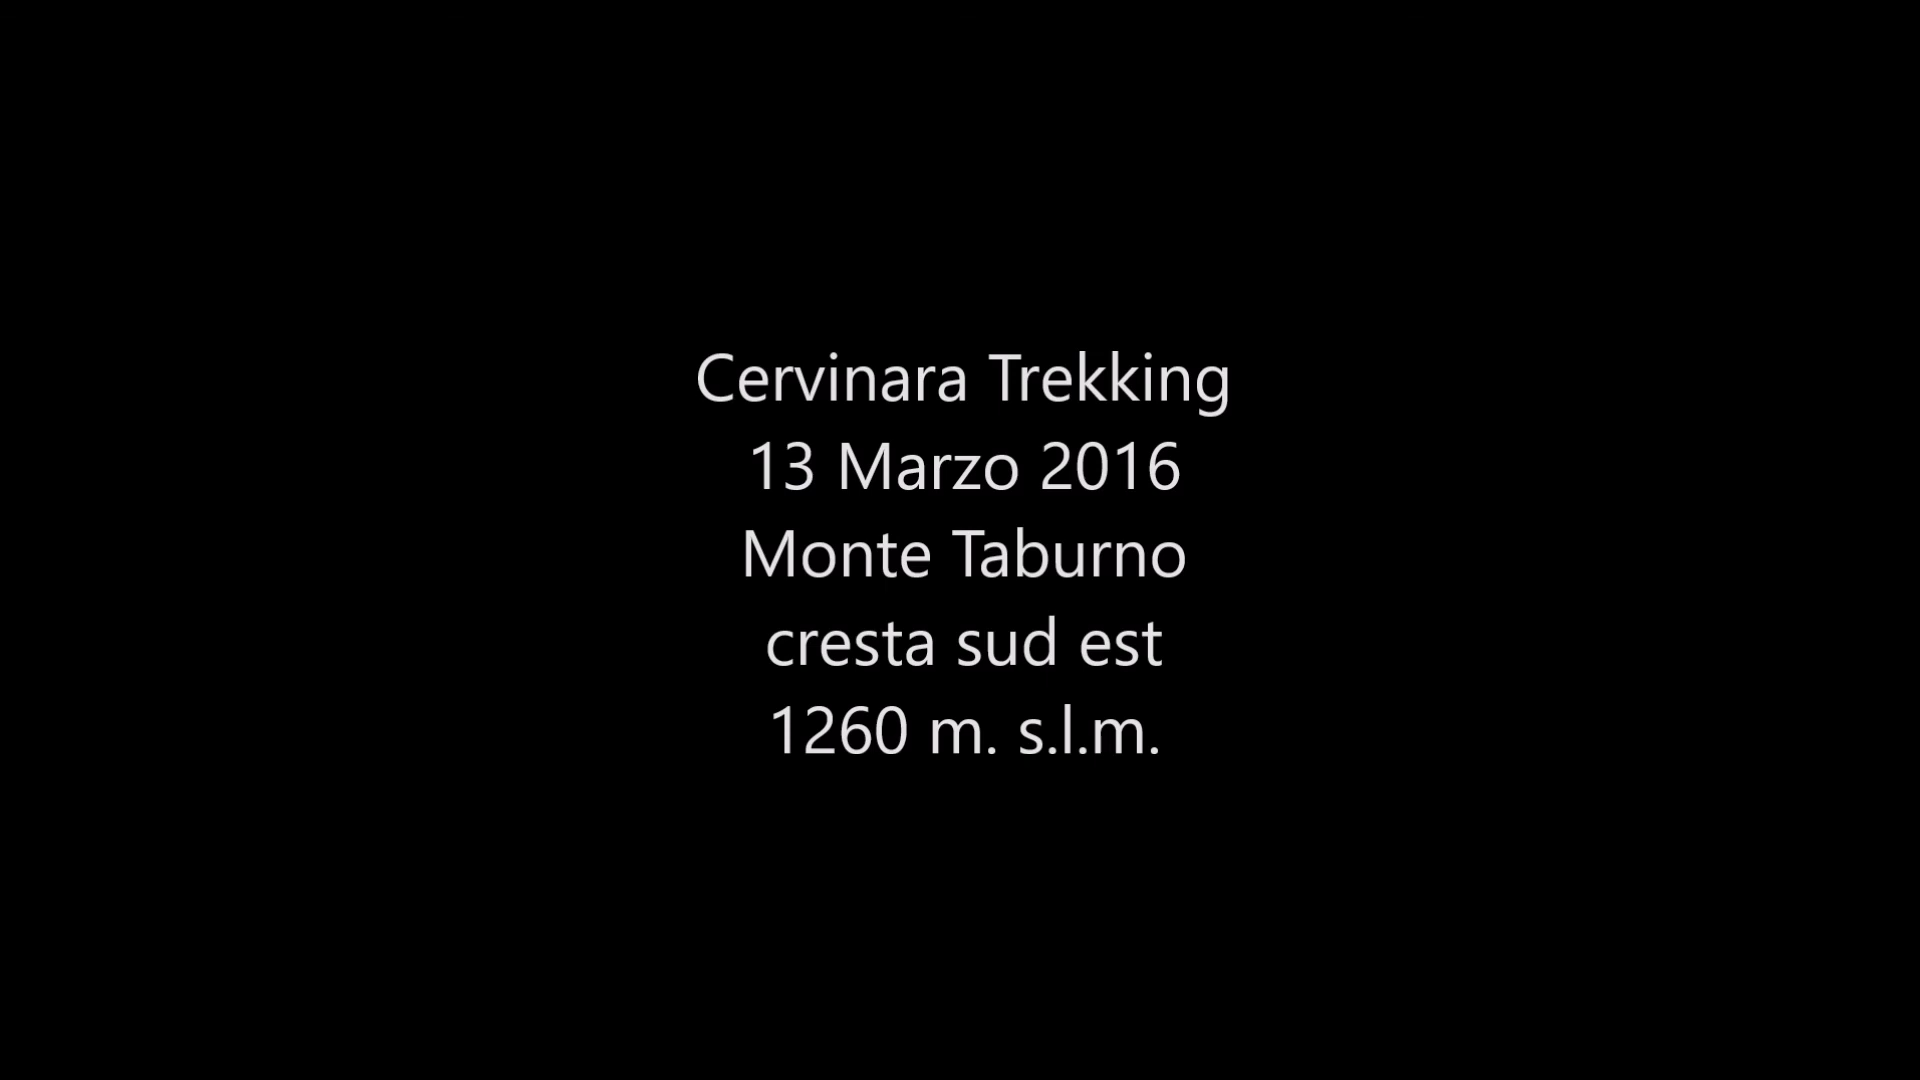 Cervinara Trekking
13 Marzo 2016
Monte Taburno
cresta sud est
1260 m. s.l.m.